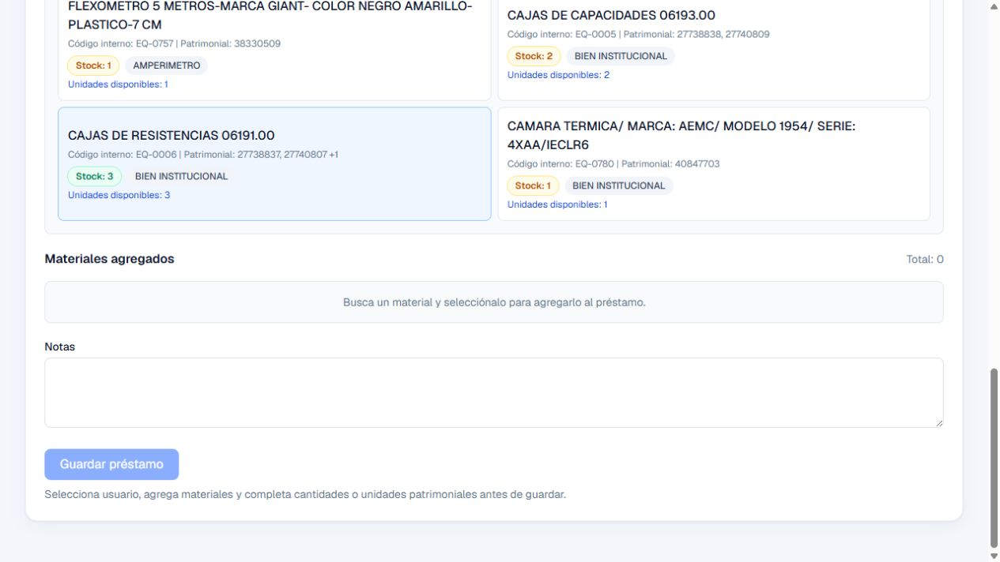 FLEXOMETRO 5 METROS-MARCA GIANT- COLOR NEGRO AMARILLO-
PLASTICO-7 CM
Código interno: EQ-0757 | Patrimonial: 38330509
Stock: 1 AMPERIMETRO
Unidades disponibles: 1
CAJAS DE CAPACIDADES 06193.00
Código interno: EQ-0005 | Patrimonial: 27738838, 27740809
Stock: 2 BIEN INSTITUCIONAL
Unidades disponibles: 2
CAJAS DE RESISTENCIAS 06191.00
Código interno: EQ-0006 | Patrimonial: 27738837, 27740807 +1
Stock: 3 BIEN INSTITUCIONAL
Unidades disponibles: 3
CAMARA TERMICA/ MARCA: AEMC/ MODELO 1954/ SERIE:
4XAA/IECLR6
Código interno: EQ-0780 | Patrimonial: 40847703
Stock: 1 BIEN INSTITUCIONAL
Unidades disponibles: 1
Materiales agregados
Total: 0
Busca un material y selecciónalo para agregarlo al préstamo.
Notas
Guardar préstamo
Selecciona usuario, agrega materiales y completa cantidades o unidades patrimoniales antes de guardar.